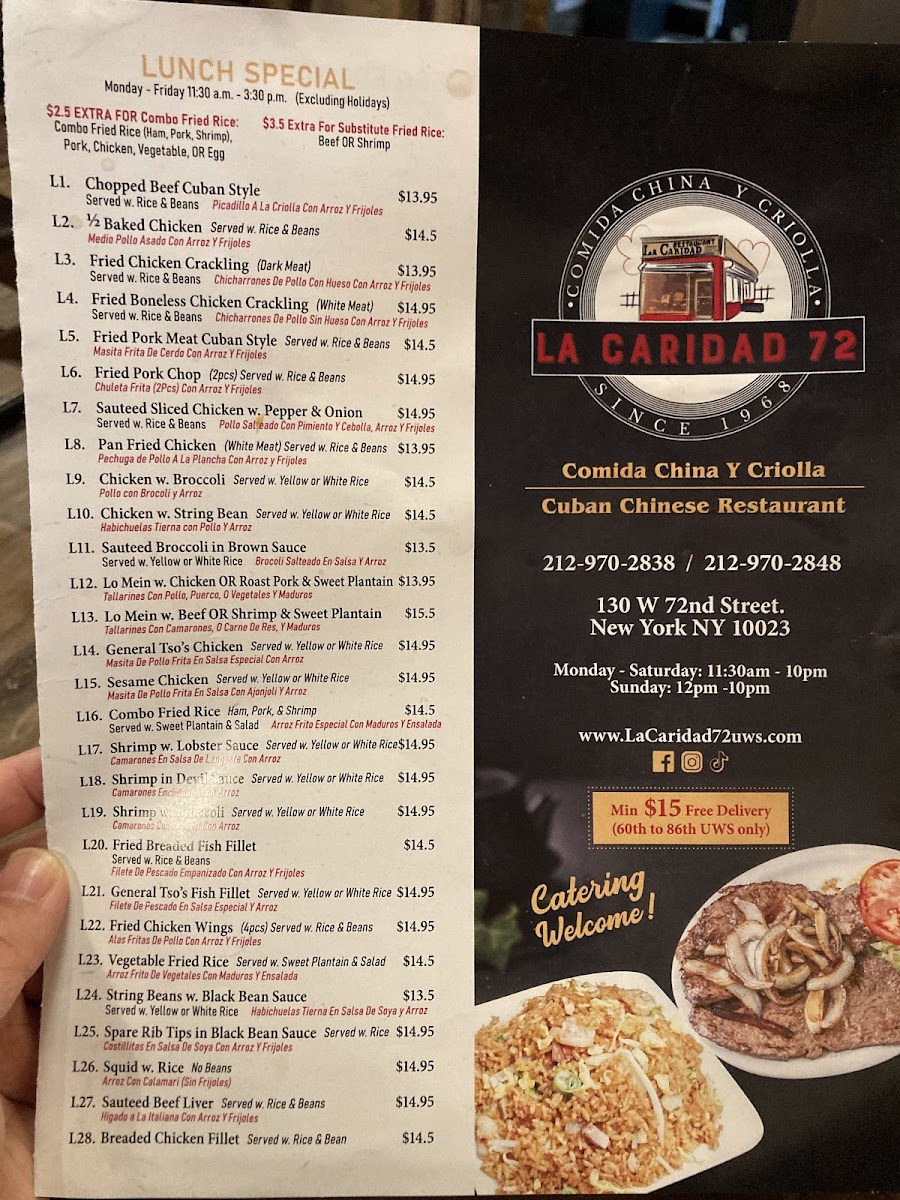 LUNCH SPECIAL
Monday - Friday 11:30 a.m. - 3:30 p.m. (Excluding Holidays)
$2.5 EXTRA FOR Combo Fried Rice:
Combo Fried Rice (Ham, Pork, Shrimp),
Pork, Chicken, Vegetable, OR Egg
$3.5 Extra For Substitute Fried Rice:
Beef OR Shrimp
L1. Chopped Beef Cuban Style $13.95
Served w. Rice & Beans Picadillo A La Criolla Con Arroz Y Frijoles
L2. ½ Baked Chicken Served w. Rice & Beans $14.5
Medio Pollo Asado Con Arroz Y Frijoles
L3. Fried Chicken Crackling (Dark Meat) $13.95
Served w. Rice & Beans Chicharrones De Pollo Con Hueso Con Arroz Y Frijoles
L4. Fried Boneless Chicken Crackling (White Meat) $14.95
Served w. Rice & Beans Chicharrones De Pollo Sin Hueso Con Arroz Y Frijoles
L5. Fried Pork Meat Cuban Style Served w. Rice & Beans $14.5
Masita Frita De Cerdo Con Arroz Y Frijoles
L6. Fried Pork Chop (2pcs) Served w. Rice & Beans $14.95
Chuleta Frita (2Pcs) Con Arroz Y Frijoles
L7. Sauteed Sliced Chicken w. Pepper & Onion $14.95
Served w. Rice & Beans Pollo Salteado Con Pimiento Y Cebolla, Arroz Y Frijoles
L8. Pan Fried Chicken (White Meat) Served w. Rice & Beans $13.95
Pechuga de Pollo A La Plancha Con Arroz y Frijoles
L9. Chicken w. Broccoli Served w. Yellow or White Rice $14.5
Pollo con Brocoli y Arroz
L10. Chicken w. String Bean Served w. Yellow or White Rice $14.5
Habichuelas Tierna con Pollo Y Arroz
L11. Sauteed Broccoli in Brown Sauce $13.5
Served w. Yellow or White Rice Brocoli Salteado En Salsa Y Arroz
L12. Lo Mein w. Chicken OR Roast Pork & Sweet Plantain $13.95
Tallarines Con Pollo, Puerco, O Vegetales Y Maduros
L13. Lo Mein w. Beef OR Shrimp & Sweet Plantain $15.5
Tallarines Con Camarones, O Carne De Res, Y Maduros
L14. General Tso's Chicken Served w. Yellow or White Rice $14.95
Masita De Pollo Frita En Salsa Especial Con Arroz
L15. Sesame Chicken Served w. Yellow or White Rice $14.95
Masita De Pollo Frita En Salsa Con Ajonjoli Y Arroz
L16. Combo Fried Rice Ham, Pork, & Shrimp $14.5
Served w. Sweet Plantain & Salad Arroz Frito Especial Con Maduros Y Ensalada
L17. Shrimp w. Lobster Sauce Served w. Yellow or White Rice $14.95
Camarones En Salsa De Langosta Con Arroz
L18. Shrimp in Devil Sauce Served w. Yellow or White Rice $14.95
Camarones Arroz
L19. Shrimp w. Broccoli Served w. Yellow or White Rice $14.95
Camarones Con Brocoli Con Arroz
L20. Fried Breaded Fish Fillet $14.5
Served w. Rice & Beans
Filete De Pescado Empanizado Con Arroz Y Frijoles
L21. General Tso's Fish Fillet Served w. Yellow or White Rice $14.95
Filete De Pescado En Salsa Especial Y Arroz
L22. Fried Chicken Wings (4pcs) Served w. Rice & Beans $14.95
Alas Fritas De Pollo Con Arroz Y Frijoles
L23. Vegetable Fried Rice Served w. Sweet Plantain & Salad $14.5
Arroz Frito De Vegetales Con Maduros Y Ensalada
L24. String Beans w. Black Bean Sauce $13.5
Served w. Yellow or White Rice Habichuelas Tierna En Salsa De Soya y Arroz
L25. Spare Rib Tips in Black Bean Sauce Served w. Rice $14.95
Costillitas En Salsa De Soya Con Arroz Y Frijoles
L26. Squid w. Rice No Beans $14.95
Arroz Con Calamari (Sin Frijoles)
L27. Sauteed Beef Liver Served w. Rice & Beans $14.95
Higado a La Italiana Con Arroz Y Frijoles
L28. Breaded Chicken Fillet Served w. Rice & Bean $14.5
COMIDA CHINA Y CRIOLLA
RESTAURANT
LA CARIDAD
LA CARIDAD 72
SINCE 1968
Comida China Y Criolla
Cuban Chinese Restaurant
212-970-2838 / 212-970-2848
130 W 72nd Street.
New York NY 10023
Monday - Saturday: 11:30am - 10pm
Sunday: 12pm -10pm
www.LaCaridad72uws.com
Min $15 Free Delivery
(60th to 86th UWS only)
Catering
Welcome!